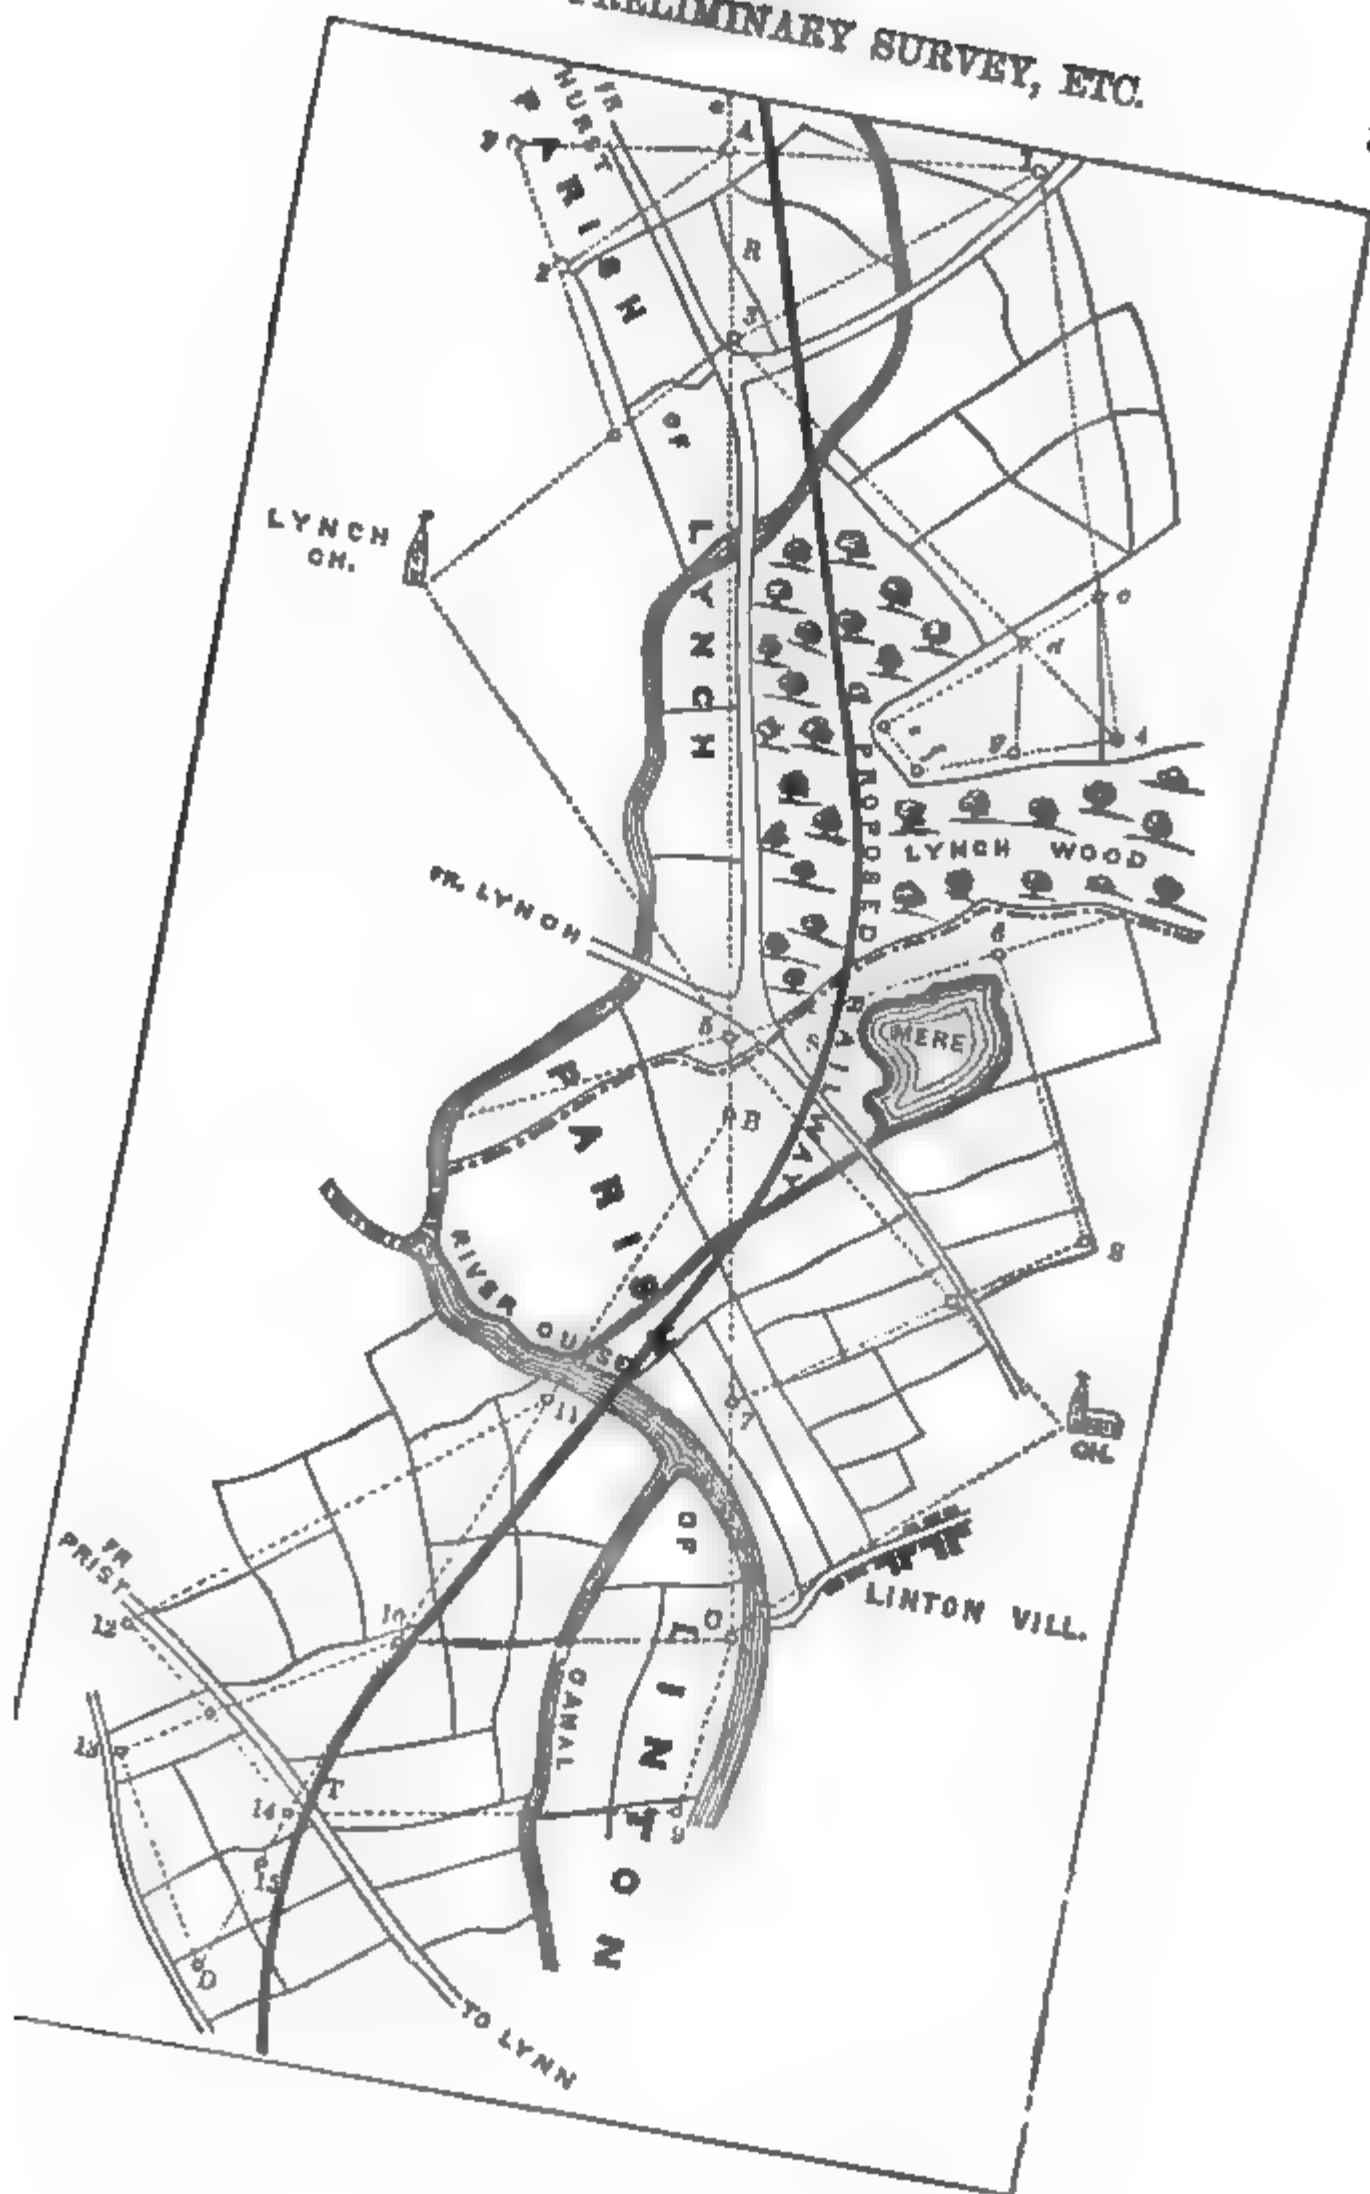 PRELIMINARY SURVEY, ETC.
FR HURST
A
PARISH
R
2
3
of
LYNCH
LYNCH
CH.
c
d
4
Q
PROPOSED
RAILWAY
LYNCH WOOD
FR. LYNCH
6
5
S
MERE
B
PARISH
RIVER OUSE
8
7
11
CH.
OF
LINTON
LINTON VILL.
FR
PRISY
12
10
C
CANAL
13
T
14
9
15
D
TO LYNN